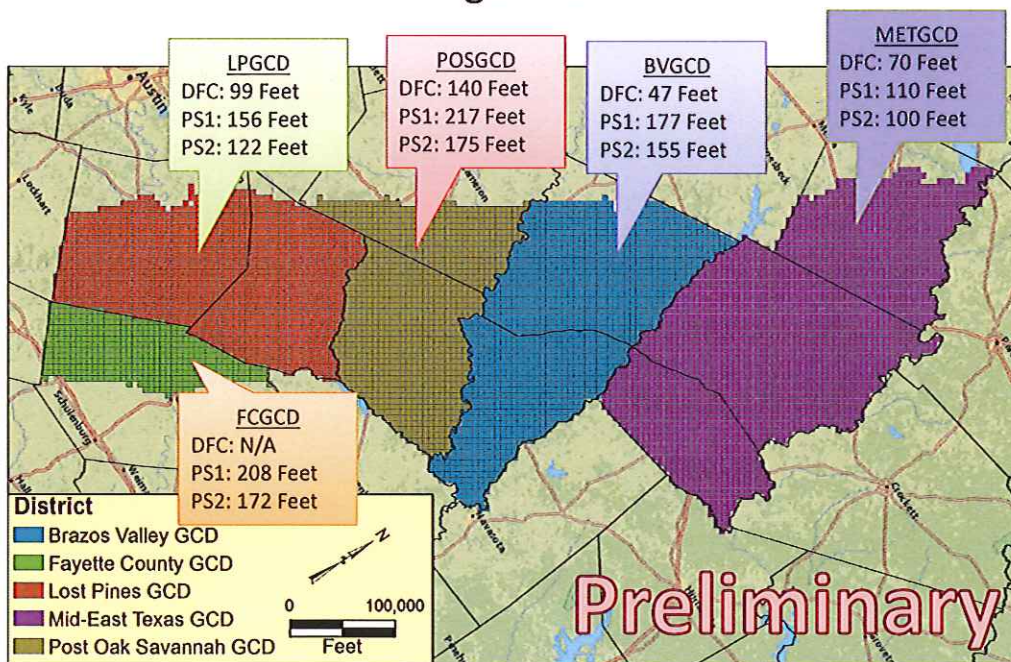 METGCD
DFC: 70 Feet
PS1: 110 Feet
PS2: 100 Feet
LPGCD
DFC: 99 Feet
PS1: 156 Feet
PS2: 122 Feet
POSGCD
DFC: 140 Feet
PS1: 217 Feet
PS2: 175 Feet
BVGCD
DFC: 47 Feet
PS1: 177 Feet
PS2: 155 Feet
Austin
Kyle
Buda
Lockhart
FCGCD
DFC: N/A
PS1: 208 Feet
PS2: 172 Feet
Schulenburg
Navasota
Crockett
District
Brazos Valley GCD
Fayette County GCD
Lost Pines GCD
Mid-East Texas GCD
Post Oak Savannah GCD
N
0 100,000
Feet
Preliminary